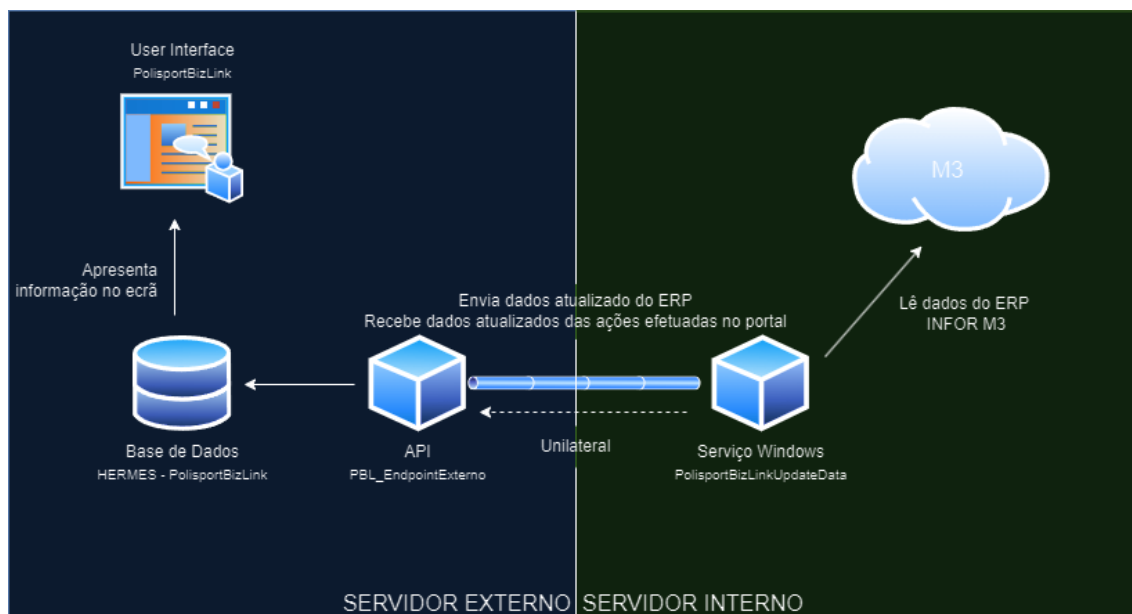 User Interface
PolisportBizLink
M3
Apresenta
informação no ecrã
Envia dados atualizado do ERP
Recebe dados atualizados das ações efetuadas no portal
Lê dados do ERP
INFOR M3
Unilateral
Base de Dados
HERMES - PolisportBizLink
API
PBL_EndpointExterno
Serviço Windows
PolisportBizLinkUpdateData
SERVIDOR EXTERNO
SERVIDOR INTERNO